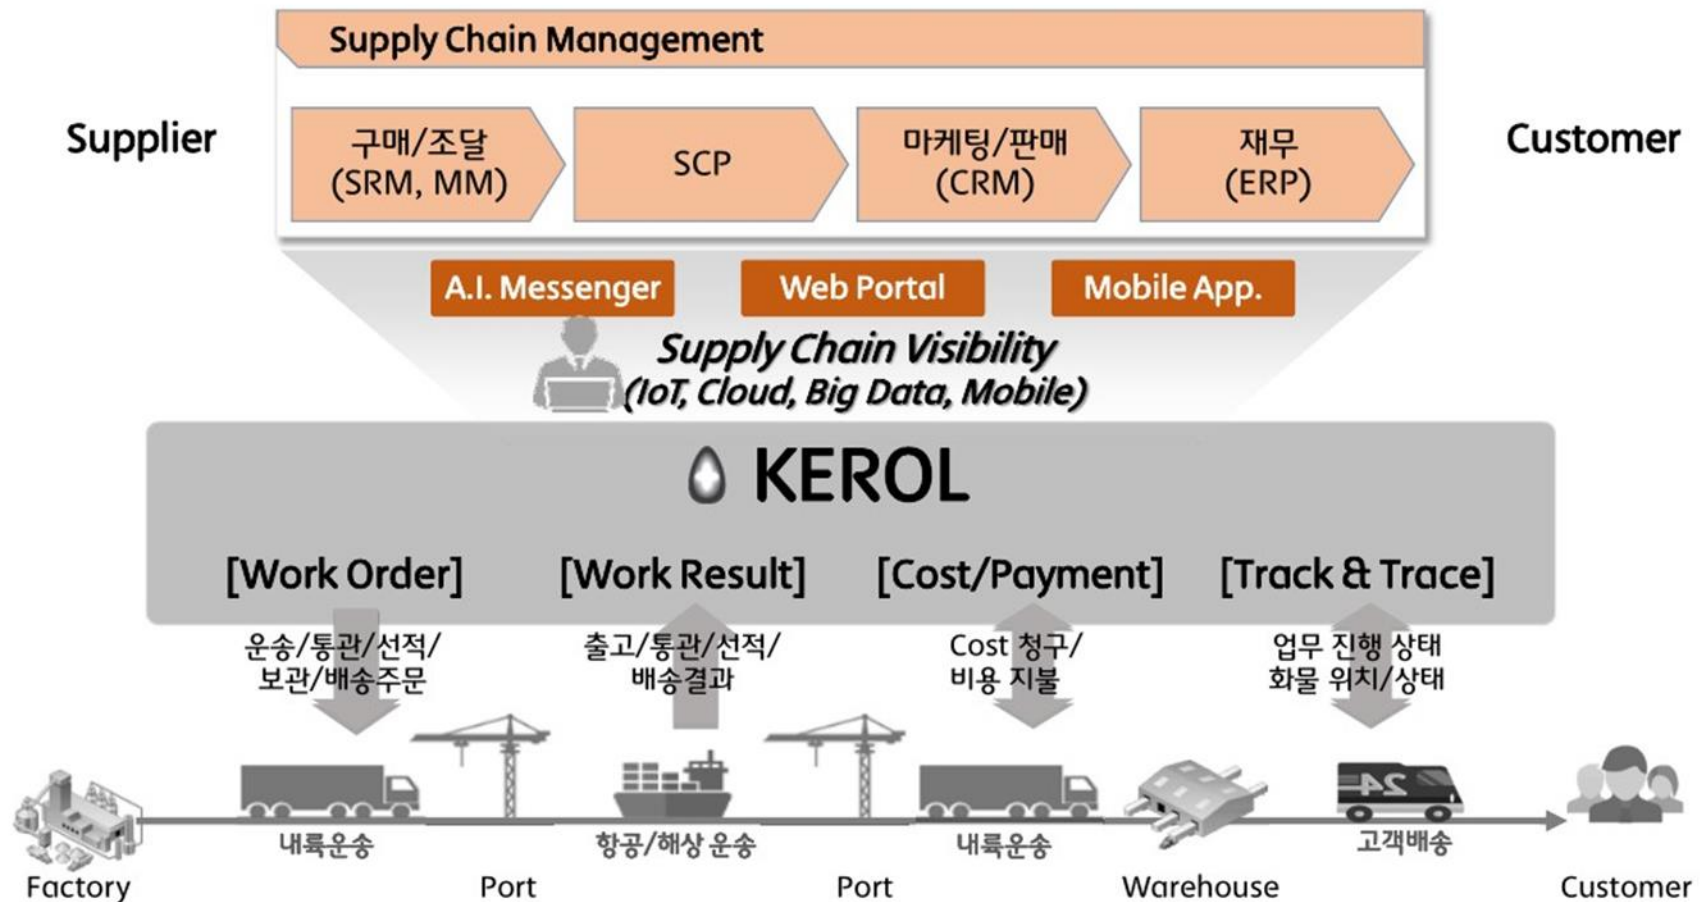 Supply Chain Management
Supplier
구매/조달
(SRM, MM)
SCP
마케팅/판매
(CRM)
재무
(ERP)
Customer
A.I. Messenger
Web Portal
Mobile App.
Supply Chain Visibility
(IoT, Cloud, Big Data, Mobile)
KEROL
[Work Order]
[Work Result]
[Cost/Payment]
[Track & Trace]
운송/통관/선적/
보관/배송주문
출고/통관/선적/
배송결과
Cost 청구/
비용 지불
업무 진행 상태
화물 위치/상태
24
내륙운송
항공/해상 운송
내륙운송
고객배송
Factory
Port
Port
Warehouse
Customer